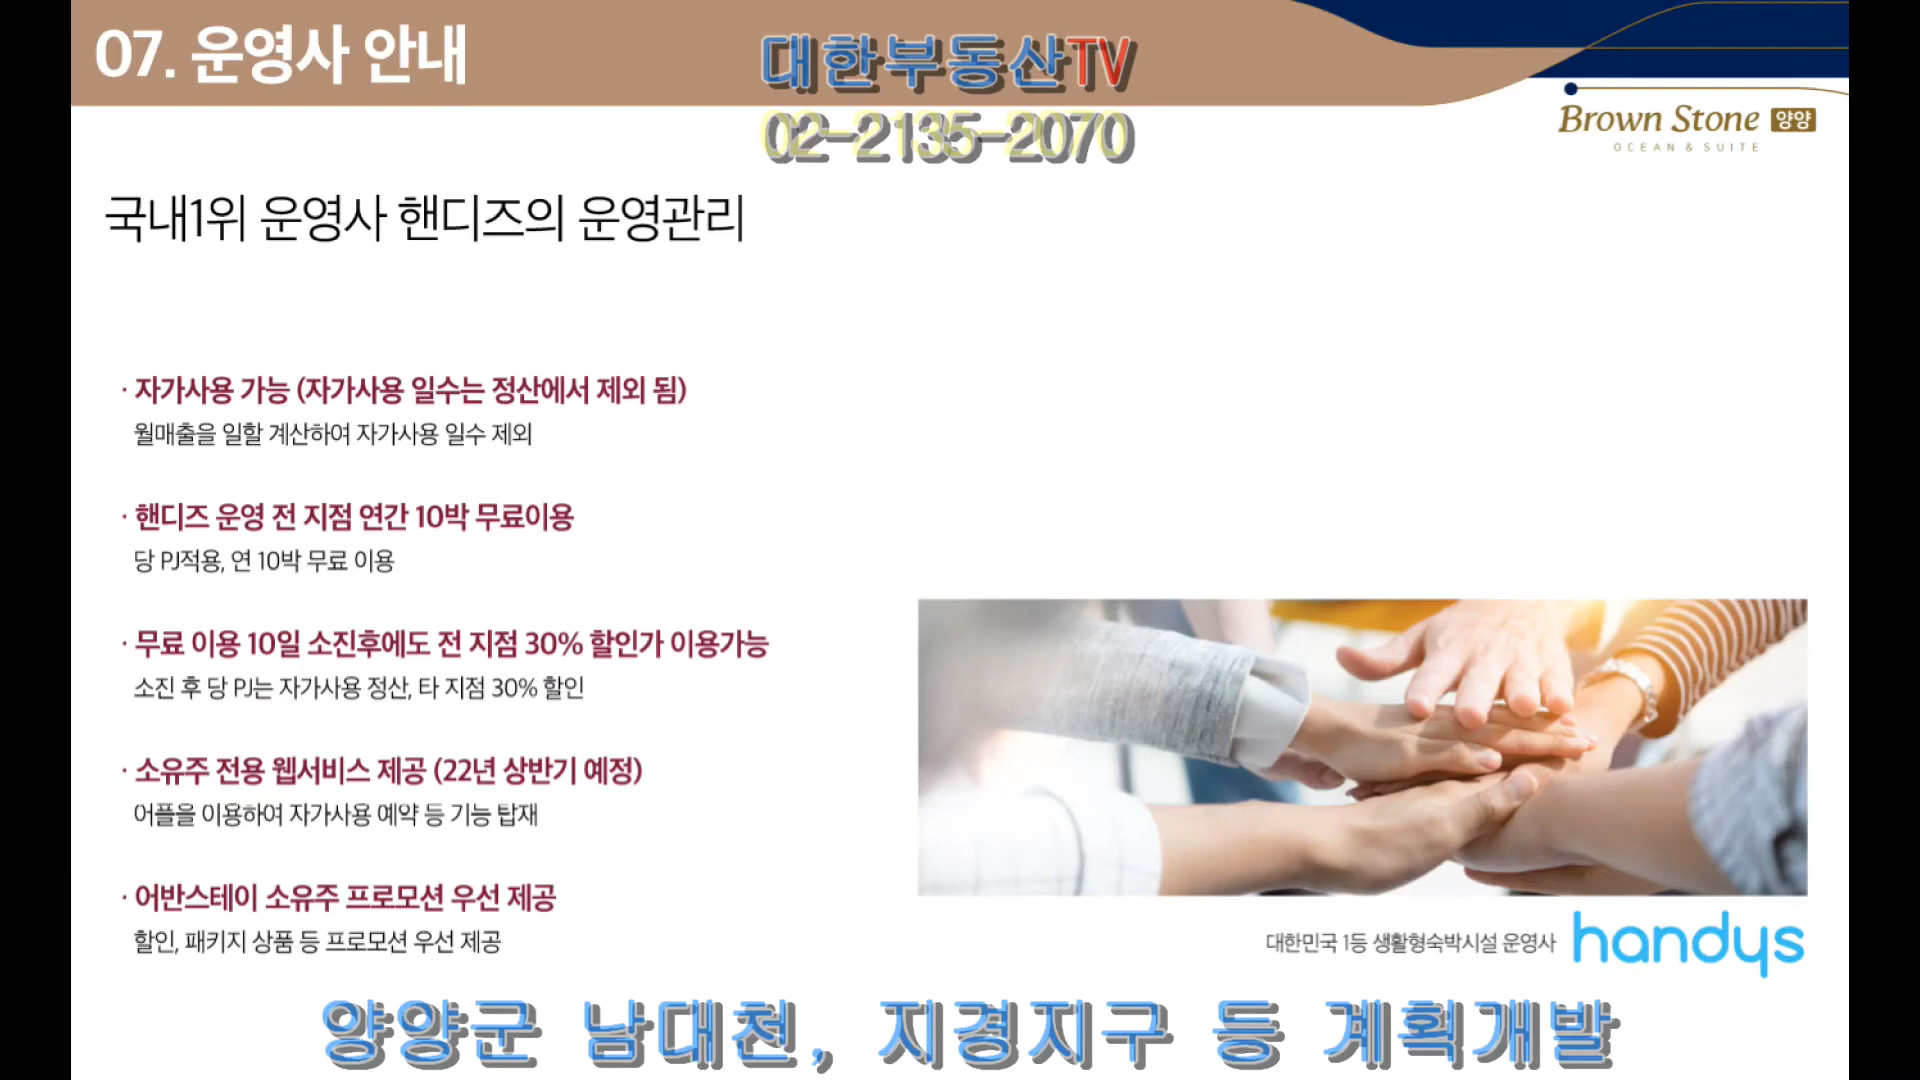 07. 운영사 안내
대한부동산TV
02-2135-2070
Brown Stone 양양
OCEAN & SUITE
국내1위 운영사 핸디즈의 운영관리
· 자가사용 가능 (자가사용 일수는 정산에서 제외 됨)
월매출을 일할 계산하여 자가사용 일수 제외
· 핸디즈 운영 전 지점 연간 10박 무료이용
당 PJ적용, 연 10박 무료 이용
· 무료 이용 10일 소진후에도 전 지점 30% 할인가 이용가능
소진 후 당 PJ는 자가사용 정산, 타 지점 30% 할인
· 소유주 전용 웹서비스 제공 (22년 상반기 예정)
어플을 이용하여 자가사용 예약 등 기능 탑재
· 어반스테이 소유주 프로모션 우선 제공
할인, 패키지 상품 등 프로모션 우선 제공
대한민국 1등 생활형숙박시설 운영사 handys
양양군 남대천, 지경지구 등 계획개발